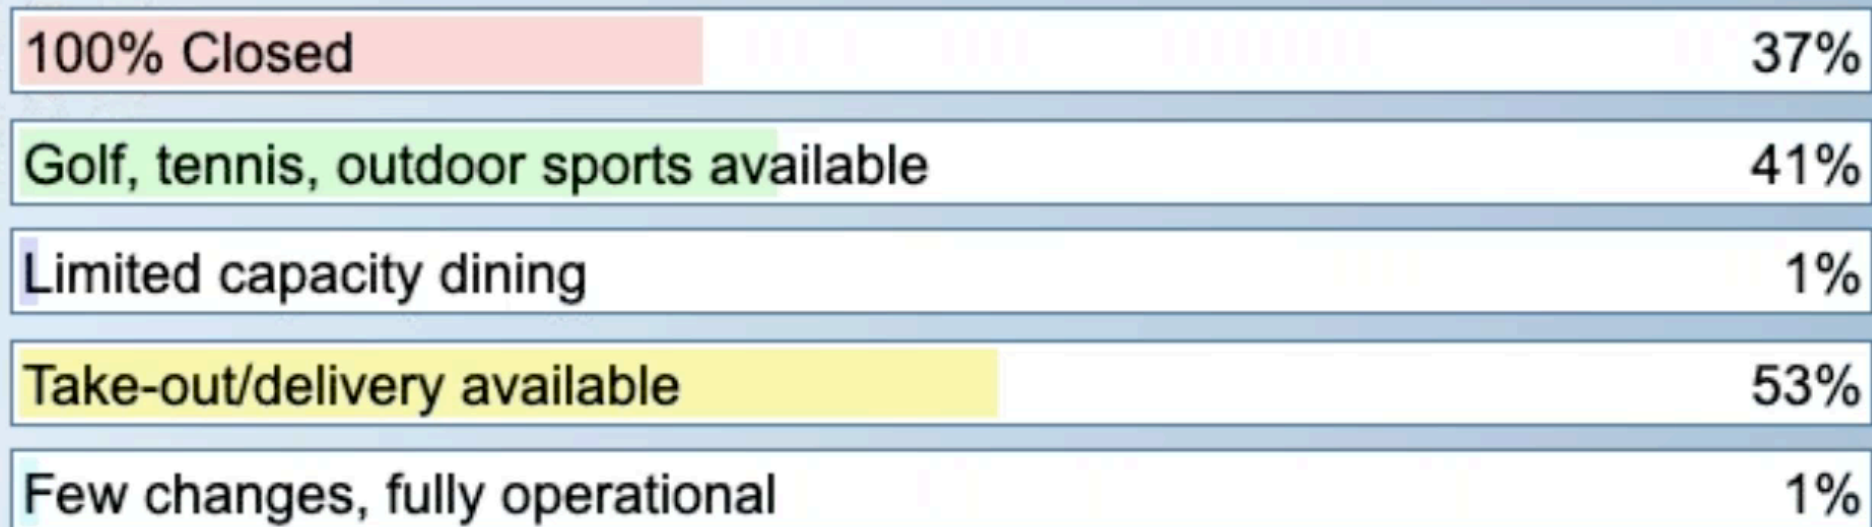 100% Closed 37%
Golf, tennis, outdoor sports available 41%
Limited capacity dining 1%
Take-out/delivery available 53%
Few changes, fully operational 1%